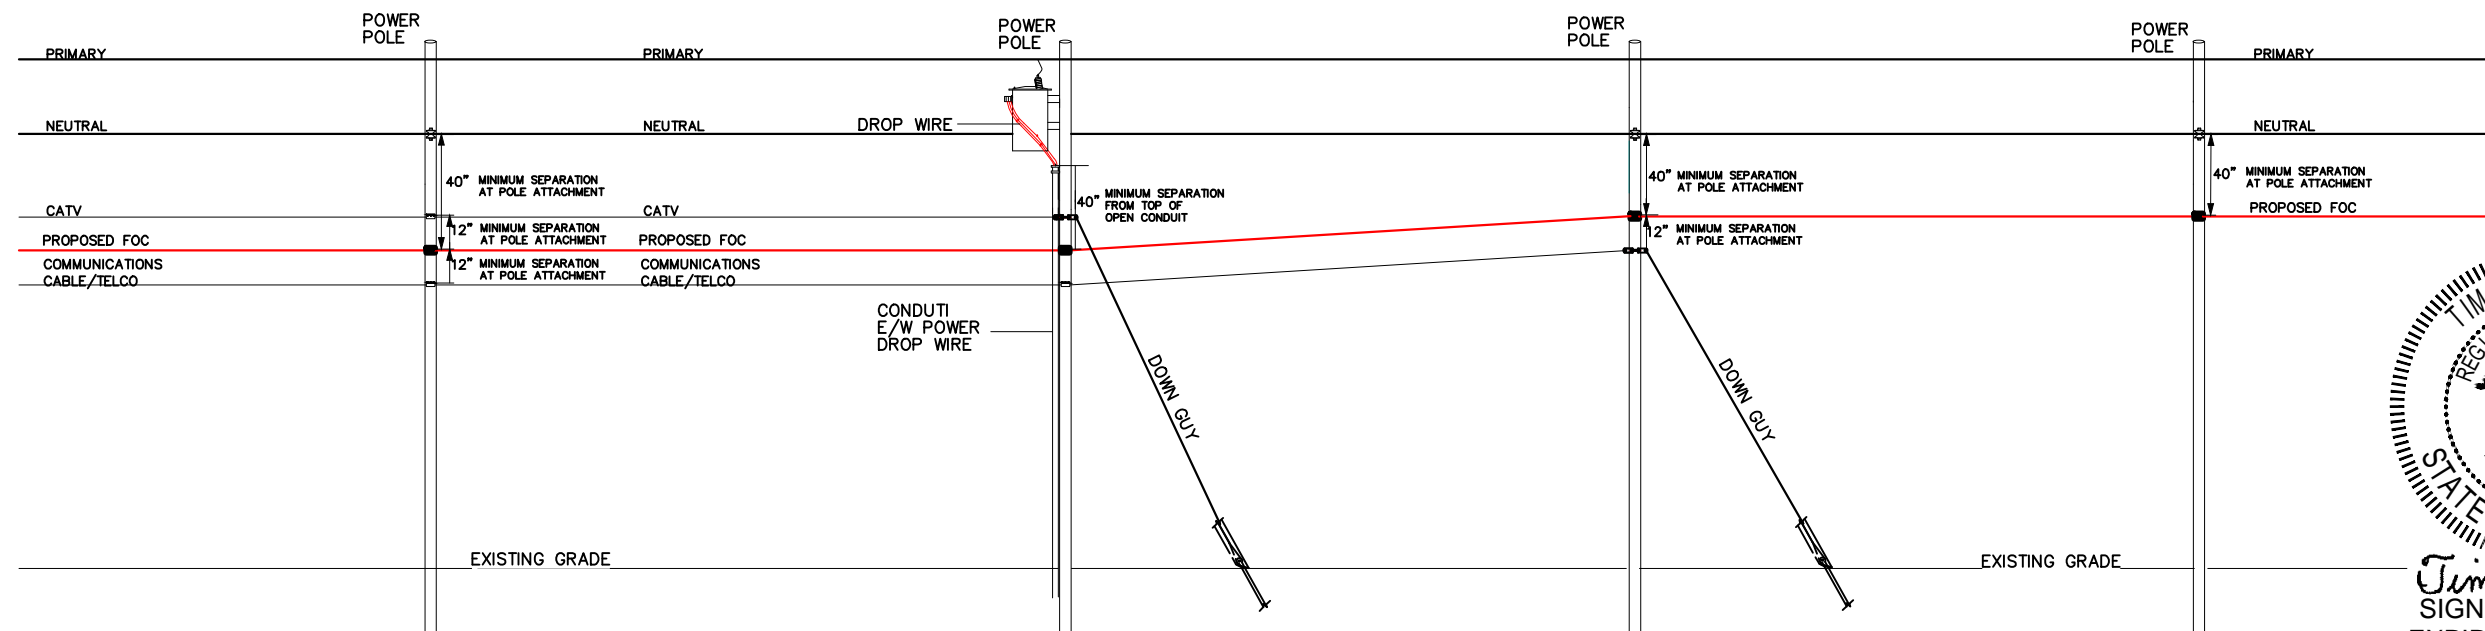 POWER
POLE
POWER
POLE
POWER
POLE
POWER
POLE
PRIMARY
PRIMARY
PRIMARY
NEUTRAL
NEUTRAL
DROP WIRE
NEUTRAL
40" MINIMUM SEPARATION
AT POLE ATTACHMENT
40" MINIMUM SEPARATION
FROM TOP OF
OPEN CONDUIT
40" MINIMUM SEPARATION
AT POLE ATTACHMENT
40" MINIMUM SEPARATION
AT POLE ATTACHMENT
CATV
CATV
PROPOSED FOC
12" MINIMUM SEPARATION
AT POLE ATTACHMENT
12" MINIMUM SEPARATION
AT POLE ATTACHMENT
PROPOSED FOC
PROPOSED FOC
COMMUNICATIONS
CABLE/TELCO
12" MINIMUM SEPARATION
AT POLE ATTACHMENT
COMMUNICATIONS
CABLE/TELCO
CONDUTI
E/W POWER
DROP WIRE
DOWN GUY
DOWN GUY
EXISTING GRADE
EXISTING GRADE
STATE
SIGN